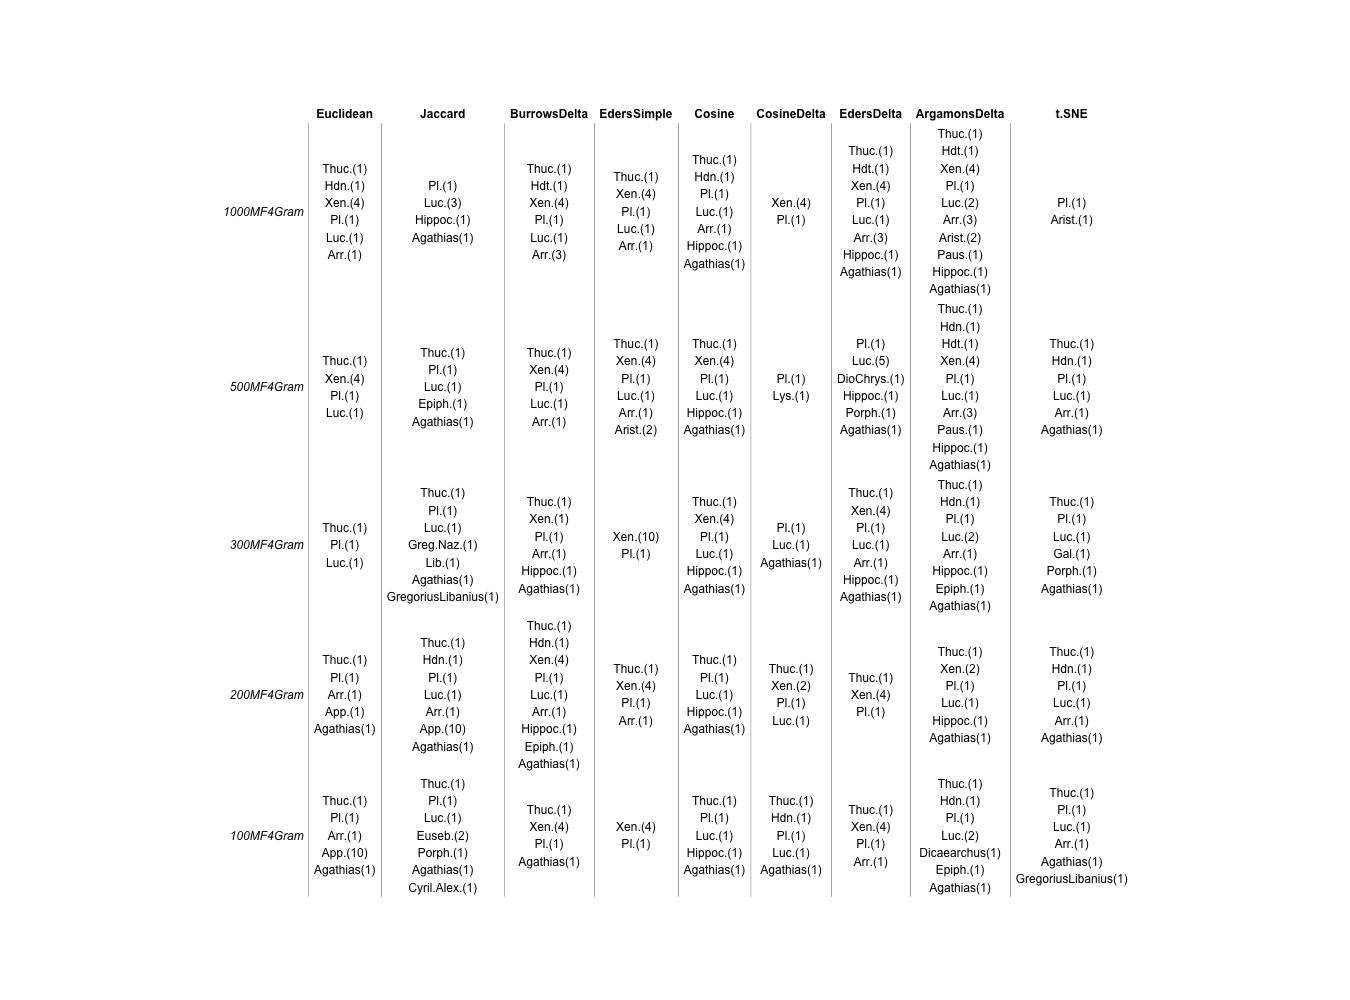 Euclidean Jaccard BurrowsDelta EdersSimple Cosine CosineDelta EdersDelta ArgamonsDelta t.SNE
1000MF4Gram
Thuc.(1)
Hdn.(1)
Xen.(4)
Pl.(1)
Luc.(1)
Arr.(1)
Pl.(1)
Luc.(3)
Hippoc.(1)
Agathias(1)
Thuc.(1)
Hdt.(1)
Xen.(4)
Pl.(1)
Luc.(1)
Arr.(3)
Thuc.(1)
Xen.(4)
Pl.(1)
Luc.(1)
Arr.(1)
Thuc.(1)
Hdn.(1)
Pl.(1)
Luc.(1)
Arr.(1)
Hippoc.(1)
Agathias(1)
Xen.(4)
Pl.(1)
Thuc.(1)
Hdt.(1)
Xen.(4)
Pl.(1)
Luc.(1)
Arr.(3)
Hippoc.(1)
Agathias(1)
Thuc.(1)
Hdt.(1)
Xen.(4)
Pl.(1)
Luc.(2)
Arr.(3)
Arist.(2)
Paus.(1)
Hippoc.(1)
Agathias(1)
Pl.(1)
Arist.(1)
500MF4Gram
Thuc.(1)
Xen.(4)
Pl.(1)
Luc.(1)
Thuc.(1)
Pl.(1)
Luc.(1)
Epiph.(1)
Agathias(1)
Thuc.(1)
Xen.(4)
Pl.(1)
Luc.(1)
Arr.(1)
Thuc.(1)
Xen.(4)
Pl.(1)
Luc.(1)
Arr.(1)
Arist.(2)
Thuc.(1)
Xen.(4)
Pl.(1)
Luc.(1)
Hippoc.(1)
Agathias(1)
Pl.(1)
Lys.(1)
Pl.(1)
Luc.(5)
DioChrys.(1)
Hippoc.(1)
Porph.(1)
Agathias(1)
Thuc.(1)
Hdn.(1)
Hdt.(1)
Xen.(4)
Pl.(1)
Luc.(1)
Arr.(3)
Paus.(1)
Hippoc.(1)
Agathias(1)
Thuc.(1)
Hdn.(1)
Pl.(1)
Luc.(1)
Arr.(1)
Agathias(1)
300MF4Gram
Thuc.(1)
Pl.(1)
Luc.(1)
Thuc.(1)
Pl.(1)
Luc.(1)
Greg.Naz.(1)
Lib.(1)
Agathias(1)
GregoriusLibanius(1)
Thuc.(1)
Xen.(1)
Pl.(1)
Arr.(1)
Hippoc.(1)
Agathias(1)
Xen.(10)
Pl.(1)
Thuc.(1)
Xen.(4)
Pl.(1)
Luc.(1)
Hippoc.(1)
Agathias(1)
Pl.(1)
Luc.(1)
Agathias(1)
Thuc.(1)
Xen.(4)
Pl.(1)
Luc.(1)
Arr.(1)
Hippoc.(1)
Agathias(1)
Thuc.(1)
Hdn.(1)
Pl.(1)
Luc.(2)
Arr.(1)
Hippoc.(1)
Epiph.(1)
Agathias(1)
Thuc.(1)
Pl.(1)
Luc.(1)
Gal.(1)
Porph.(1)
Agathias(1)
200MF4Gram
Thuc.(1)
Pl.(1)
Arr.(1)
App.(1)
Agathias(1)
Thuc.(1)
Hdn.(1)
Pl.(1)
Luc.(1)
Arr.(1)
App.(10)
Agathias(1)
Thuc.(1)
Hdn.(1)
Xen.(4)
Pl.(1)
Luc.(1)
Arr.(1)
Hippoc.(1)
Epiph.(1)
Agathias(1)
Thuc.(1)
Xen.(4)
Pl.(1)
Arr.(1)
Thuc.(1)
Pl.(1)
Luc.(1)
Hippoc.(1)
Agathias(1)
Thuc.(1)
Xen.(2)
Pl.(1)
Luc.(1)
Thuc.(1)
Xen.(4)
Pl.(1)
Thuc.(1)
Xen.(2)
Pl.(1)
Luc.(1)
Hippoc.(1)
Agathias(1)
Thuc.(1)
Hdn.(1)
Pl.(1)
Luc.(1)
Arr.(1)
Agathias(1)
100MF4Gram
Thuc.(1)
Pl.(1)
Arr.(1)
App.(10)
Agathias(1)
Thuc.(1)
Pl.(1)
Luc.(1)
Euseb.(2)
Porph.(1)
Agathias(1)
Cyril.Alex.(1)
Thuc.(1)
Xen.(4)
Pl.(1)
Agathias(1)
Xen.(4)
Pl.(1)
Thuc.(1)
Pl.(1)
Luc.(1)
Hippoc.(1)
Agathias(1)
Thuc.(1)
Hdn.(1)
Pl.(1)
Luc.(1)
Agathias(1)
Thuc.(1)
Xen.(4)
Pl.(1)
Arr.(1)
Thuc.(1)
Hdn.(1)
Pl.(1)
Luc.(2)
Dicaearchus(1)
Epiph.(1)
Agathias(1)
Thuc.(1)
Pl.(1)
Luc.(1)
Arr.(1)
Agathias(1)
GregoriusLibanius(1)